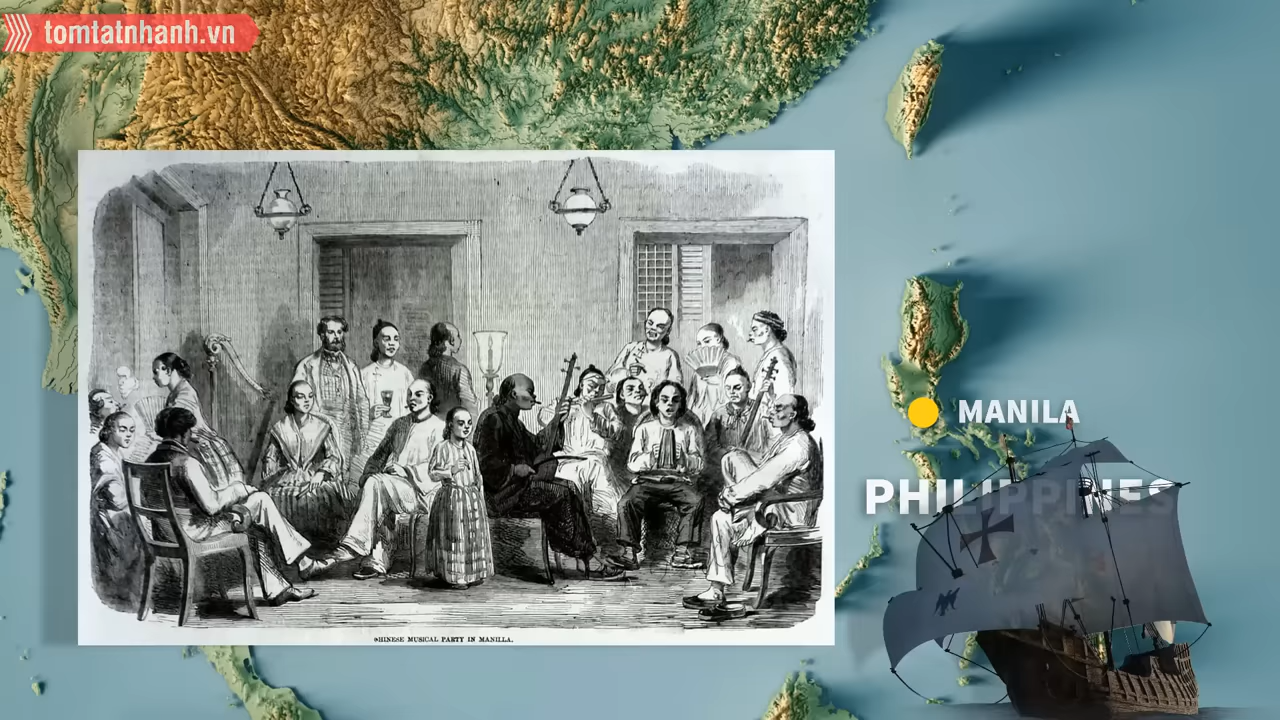 tomtatnhanh.vn
MANILA
PHILIPPINES
CHINESE MUSICAL PARTY IN MANILLA.